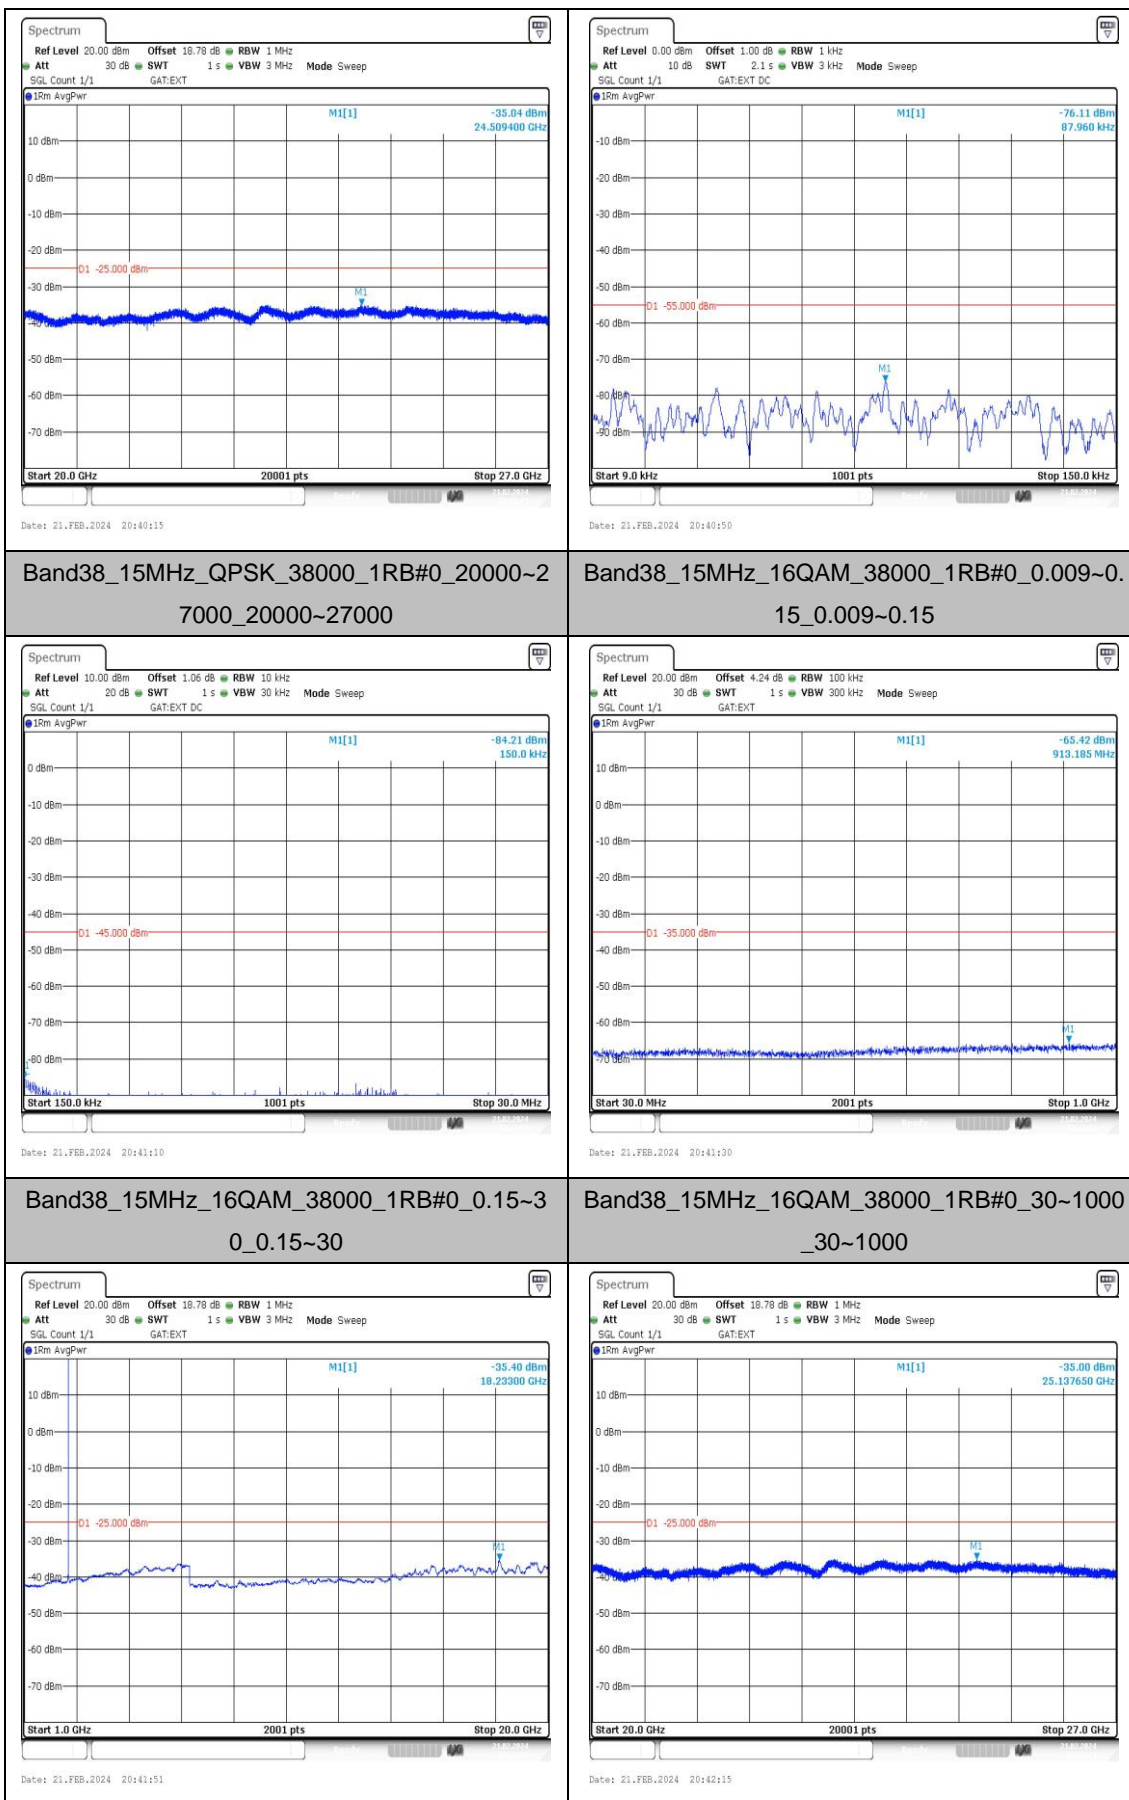 Spectrum
Ref Level 20.00 dBm Offset 18.78 dB RBW 1 MHz
Att 30 dB SWT 1 s VBW 3 MHz Mode Sweep
SGL Count 1/1 GAT:EXT
1Rm AvgPwr
M1[1] -35.04 dBm
24.509400 GHz
10 dBm
0 dBm
-10 dBm
-20 dBm
D1 -25.000 dBm
-30 dBm
M1
-40 dBm
-50 dBm
-60 dBm
-70 dBm
Start 20.0 GHz 20001 pts Stop 27.0 GHz
Date: 21.FEB.2024 20:40:15
Spectrum
Ref Level 0.00 dBm Offset 1.00 dB RBW 1 kHz
Att 10 dB SWT 2.1 s VBW 3 kHz Mode Sweep
SGL Count 1/1 GAT:EXT DC
1Rm AvgPwr
M1[1] -76.11 dBm
87.960 kHz
-10 dBm
-20 dBm
-30 dBm
-40 dBm
-50 dBm
D1 -55.000 dBm
-60 dBm
-70 dBm
M1
-80 dBm
-90 dBm
Start 9.0 kHz 1001 pts Stop 150.0 kHz
Date: 21.FEB.2024 20:40:50
Band38_15MHz_QPSK_38000_1RB#0_20000~2
7000_20000~27000
Band38_15MHz_16QAM_38000_1RB#0_0.009~0.
15_0.009~0.15
Spectrum
Ref Level 10.00 dBm Offset 1.06 dB RBW 10 kHz
Att 20 dB SWT 1 s VBW 30 kHz Mode Sweep
SGL Count 1/1 GAT:EXT DC
1Rm AvgPwr
M1[1] -84.21 dBm
150.0 kHz
0 dBm
-10 dBm
-20 dBm
-30 dBm
-40 dBm
D1 -45.000 dBm
-50 dBm
-60 dBm
-70 dBm
-80 dBm
Start 150.0 kHz 1001 pts Stop 30.0 MHz
Date: 21.FEB.2024 20:41:10
Spectrum
Ref Level 20.00 dBm Offset 4.24 dB RBW 100 kHz
Att 30 dB SWT 1 s VBW 300 kHz Mode Sweep
SGL Count 1/1 GAT:EXT
1Rm AvgPwr
M1[1] -65.42 dBm
913.185 MHz
10 dBm
0 dBm
-10 dBm
-20 dBm
-30 dBm
D1 -35.000 dBm
-40 dBm
-50 dBm
-60 dBm
M1
-70 dBm
Start 30.0 MHz 2001 pts Stop 1.0 GHz
Date: 21.FEB.2024 20:41:30
Band38_15MHz_16QAM_38000_1RB#0_0.15~3
0_0.15~30
Band38_15MHz_16QAM_38000_1RB#0_30~1000
_30~1000
Spectrum
Ref Level 20.00 dBm Offset 18.78 dB RBW 1 MHz
Att 30 dB SWT 1 s VBW 3 MHz Mode Sweep
SGL Count 1/1 GAT:EXT
1Rm AvgPwr
M1[1] -35.40 dBm
18.23300 GHz
10 dBm
0 dBm
-10 dBm
-20 dBm
D1 -25.000 dBm
-30 dBm
M1
-40 dBm
-50 dBm
-60 dBm
-70 dBm
Start 1.0 GHz 2001 pts Stop 20.0 GHz
Date: 21.FEB.2024 20:41:51
Spectrum
Ref Level 20.00 dBm Offset 18.78 dB RBW 1 MHz
Att 30 dB SWT 1 s VBW 3 MHz Mode Sweep
SGL Count 1/1 GAT:EXT
1Rm AvgPwr
M1[1] -35.00 dBm
25.137650 GHz
10 dBm
0 dBm
-10 dBm
-20 dBm
D1 -25.000 dBm
-30 dBm
M1
-40 dBm
-50 dBm
-60 dBm
-70 dBm
Start 20.0 GHz 20001 pts Stop 27.0 GHz
Date: 21.FEB.2024 20:42:15